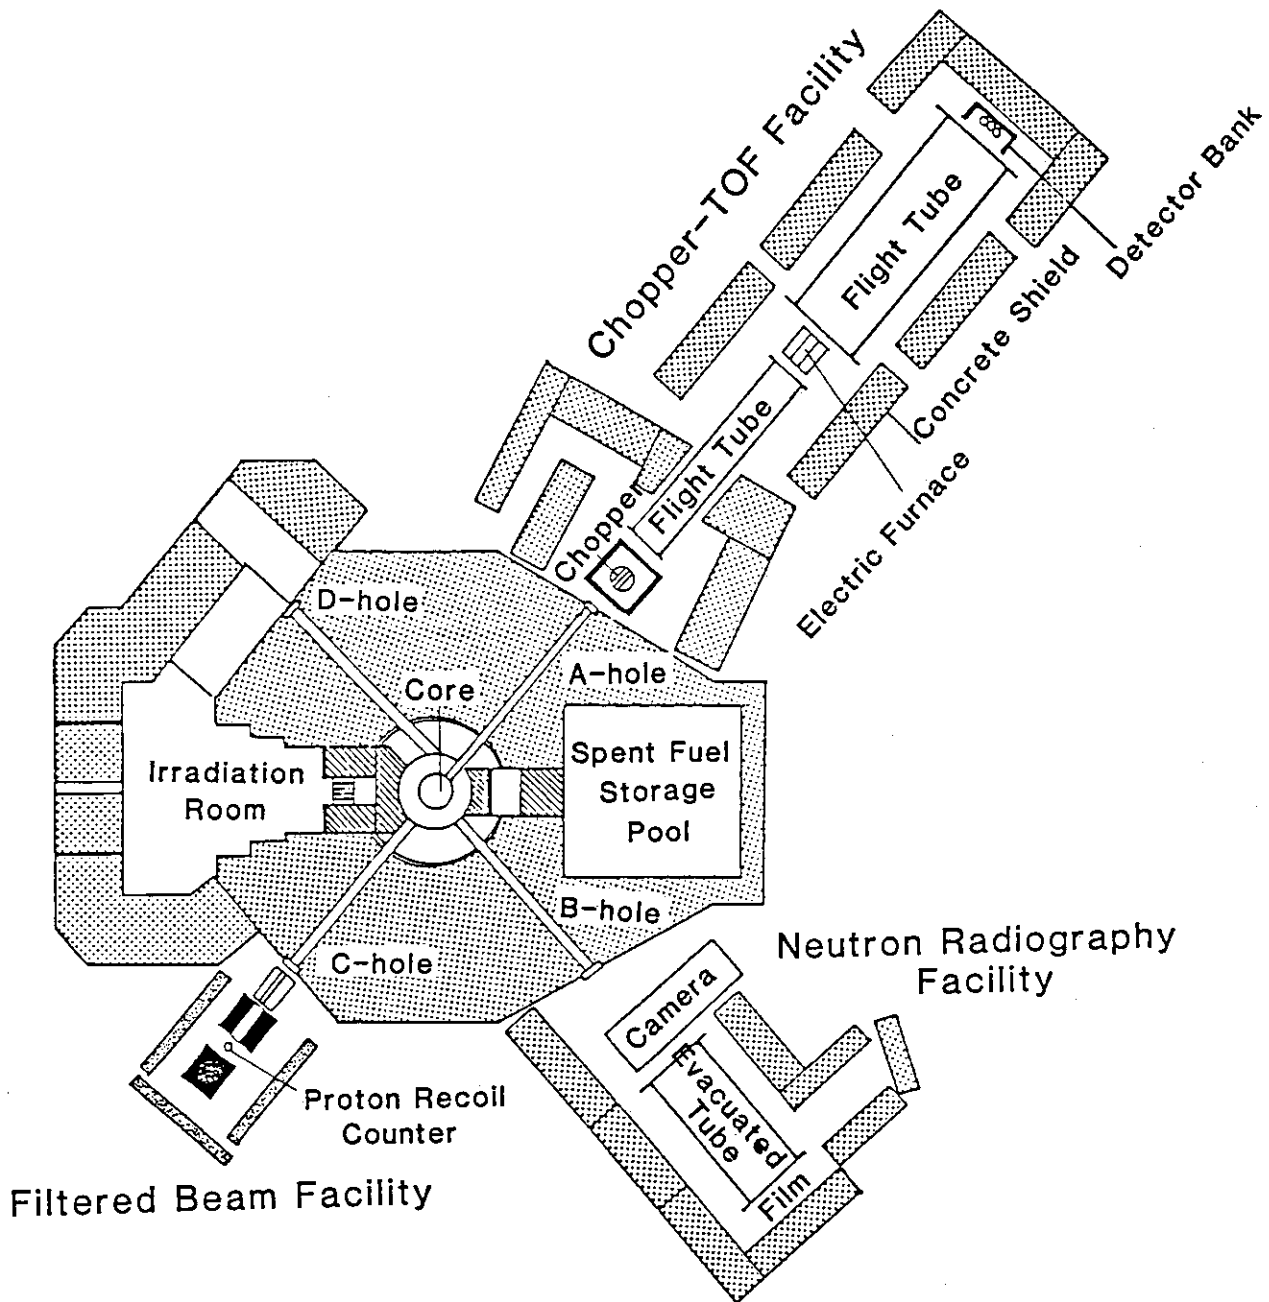 Chopper-TOF Facility
Flight Tube
Detector Bank
Concrete Shield
Flight Tube
Chopper
Electric Furnace
D-hole
A-hole
Core
Irradiation
Room
Spent Fuel
Storage
Pool
B-hole
C-hole
Neutron Radiography
Facility
Camera
Evacuated
Tube
Film
Proton Recoil
Counter
Filtered Beam Facility